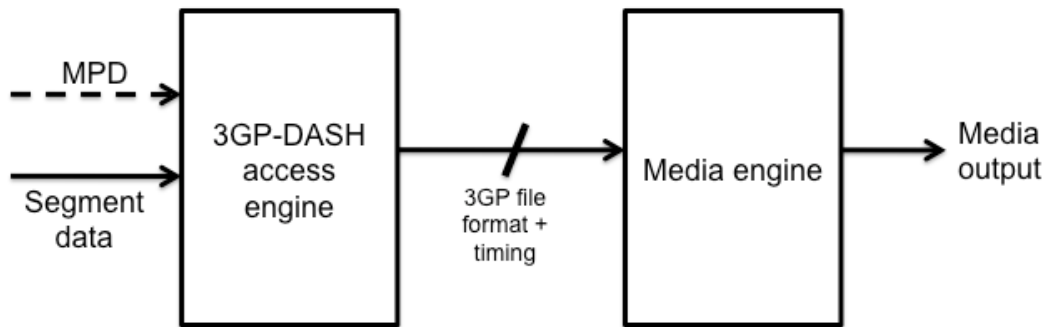 MPD
Segment
data
3GP-DASH
access
engine
3GP file
format +
timing
Media engine
Media
output